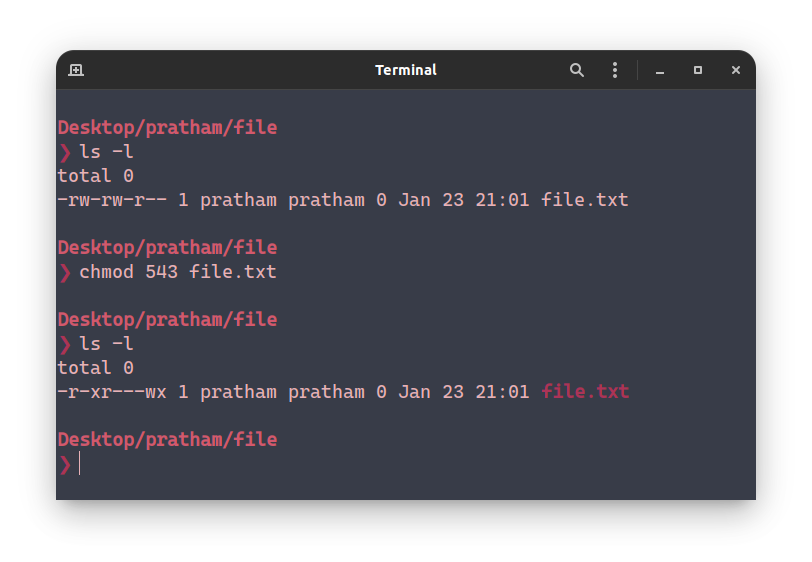 Terminal
Desktop/pratham/file
❯ ls -l
total 0
-rw-rw-r-- 1 pratham pratham 0 Jan 23 21:01 file.txt
Desktop/pratham/file
❯ chmod 543 file.txt
Desktop/pratham/file
❯ ls -l
total 0
-r-xr---wx 1 pratham pratham 0 Jan 23 21:01 file.txt
Desktop/pratham/file
❯